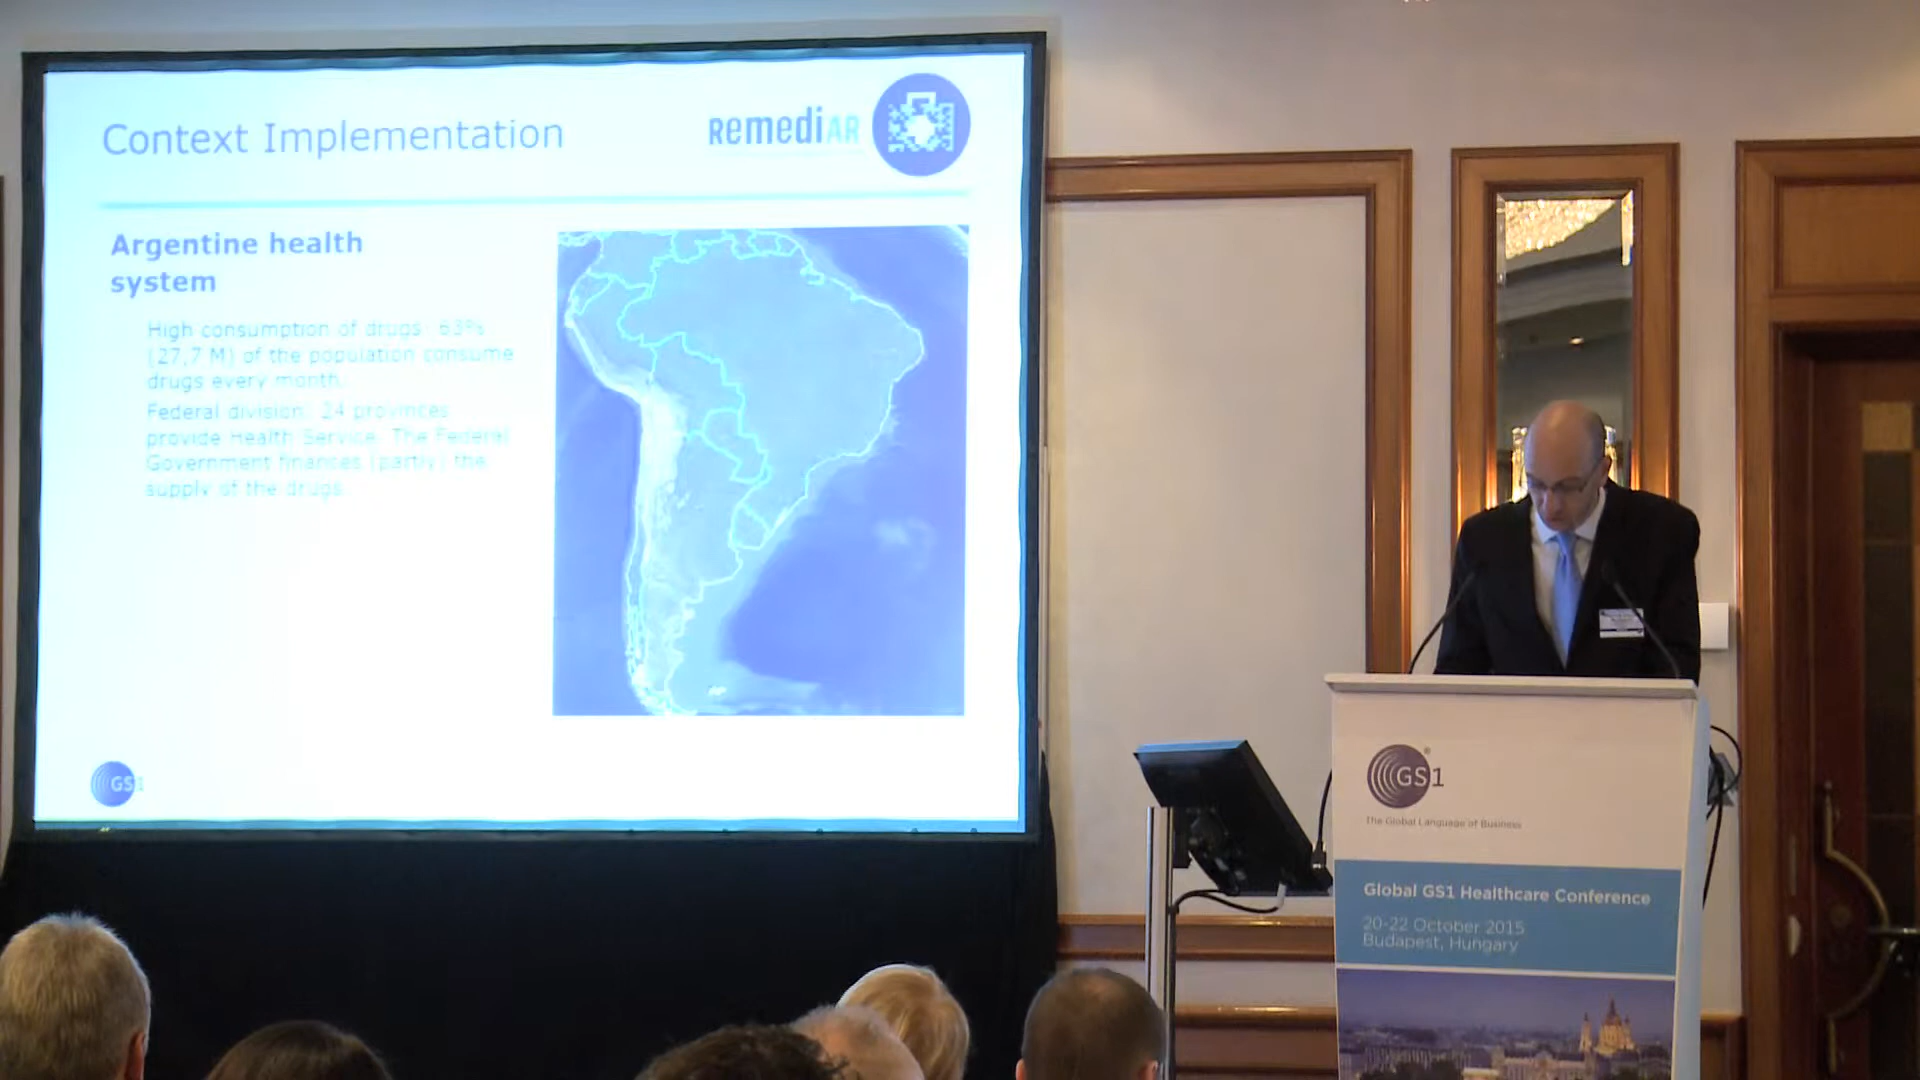 Context Implementation
RemediAR
Argentine health
system
High consumption of drugs: 63%
(27,7 M) of the population consume
drugs every month.
Federal division: 24 provinces
provide Health Service. The Federal
Government finances (partly) the
supply of the drugs.
GS1
GS1
The Global Language of Business
Global GS1 Healthcare Conference
20-22 October 2015
Budapest, Hungary